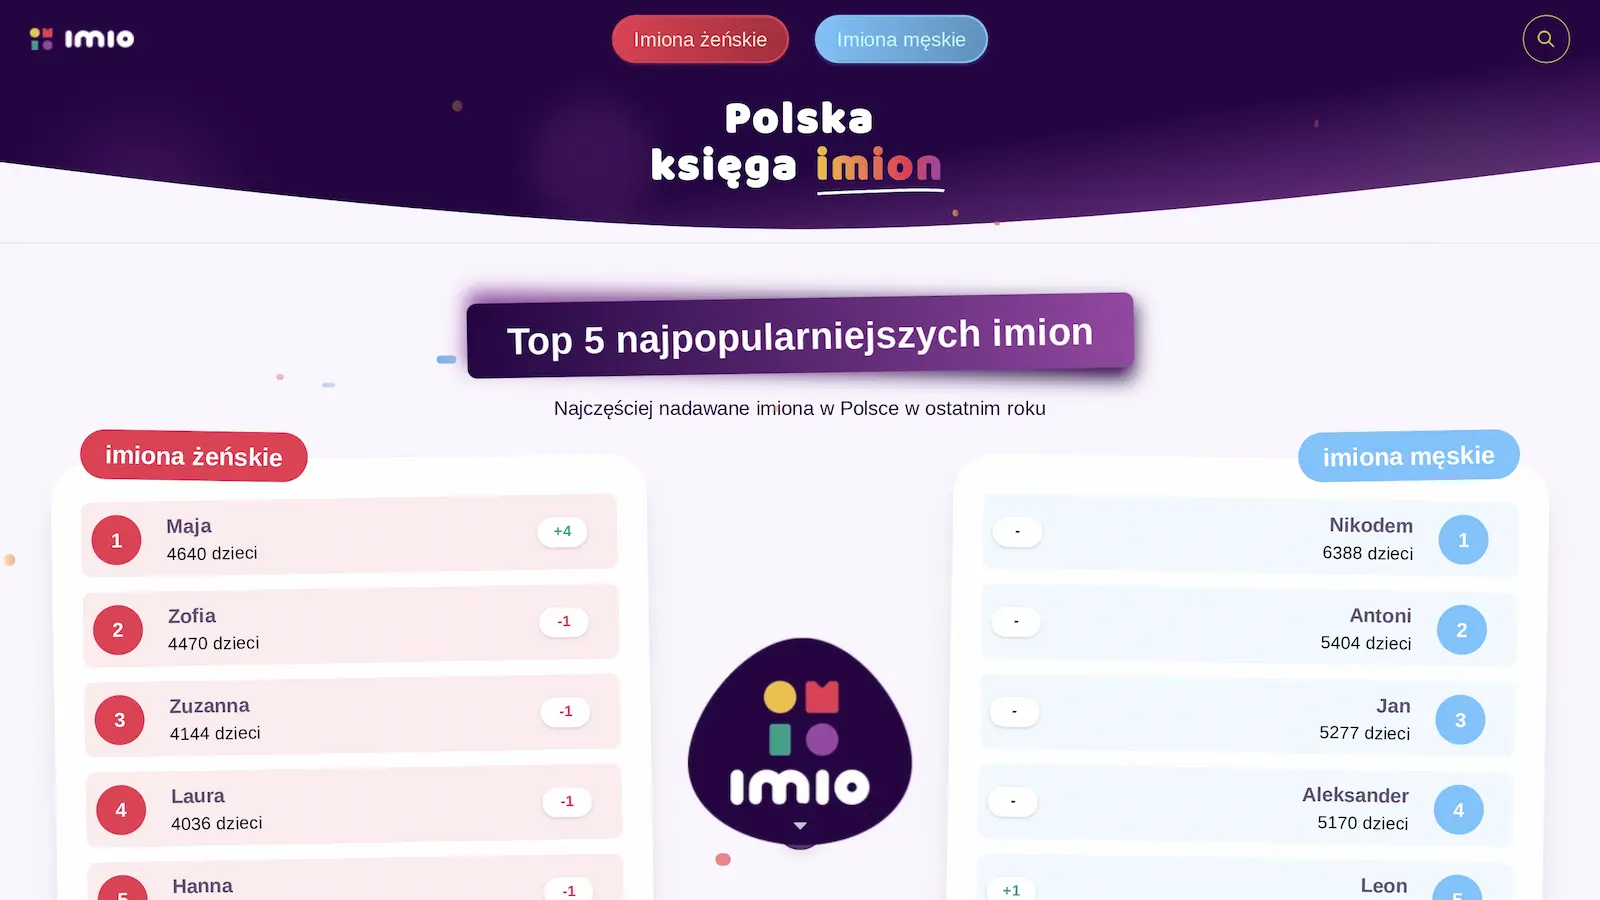 imio
Imiona żeńskie
Imiona męskie
Polska
księga imion
Top 5 najpopularniejszych imion
Najczęściej nadawane imiona w Polsce w ostatnim roku
imiona żeńskie
1
Maja
4640 dzieci
+4
2
Zofia
4470 dzieci
-1
3
Zuzanna
4144 dzieci
-1
4
Laura
4036 dzieci
-1
5
Hanna
-1
imio
imiona męskie
-
Nikodem
6388 dzieci
1
-
Antoni
5404 dzieci
2
-
Jan
5277 dzieci
3
-
Aleksander
5170 dzieci
4
+1
Leon
5